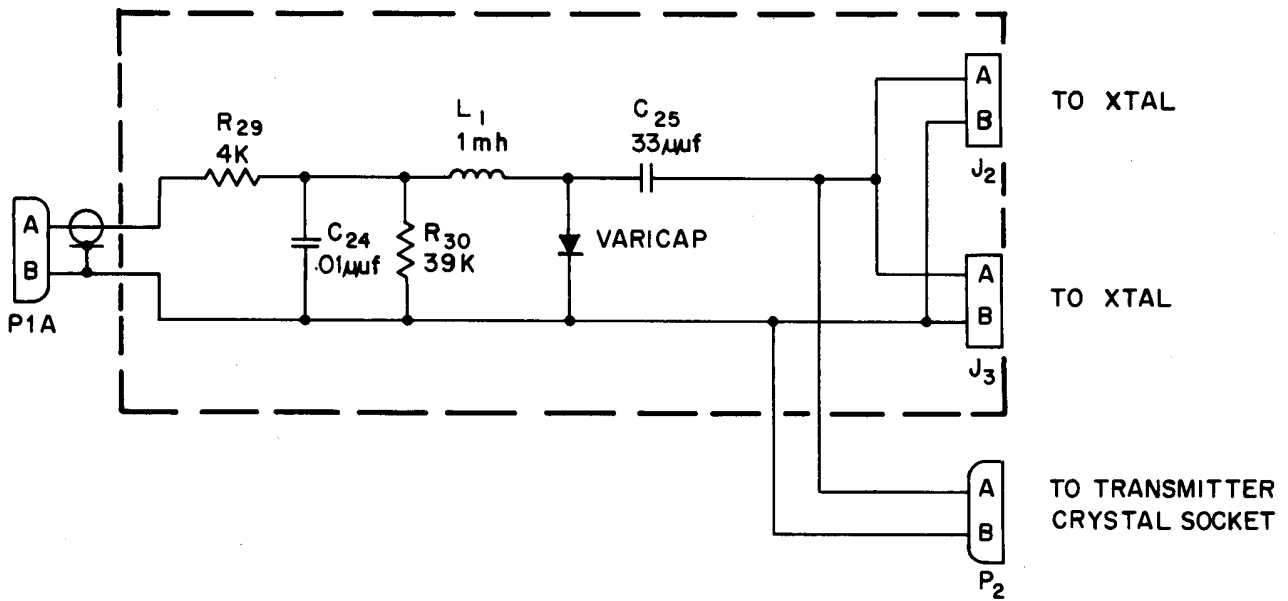 A
B
P1A
R29
4K
C24
.01μμf
R30
39K
L1
1mh
VARICAP
C25
33μμf
A
B
J2
TO XTAL
A
B
J3
TO XTAL
A
B
P2
TO TRANSMITTER
CRYSTAL SOCKET